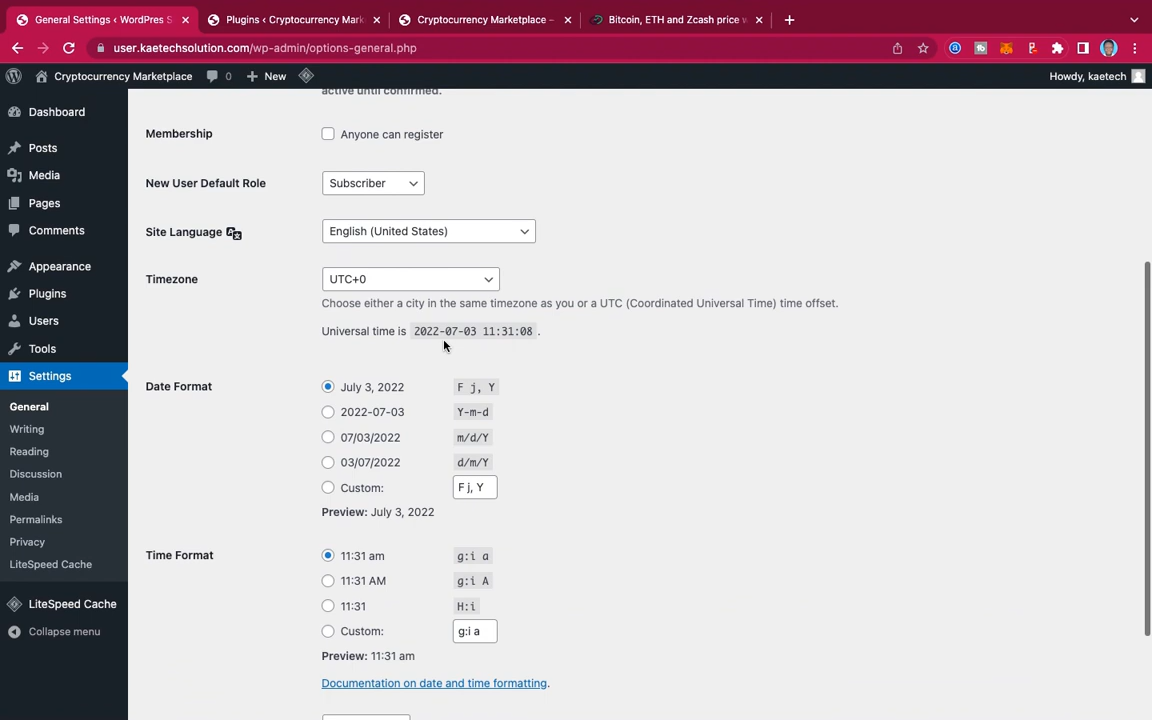 General Settings ‹ WordPres S
Plugins ‹ Cryptocurrency Mark
Cryptocurrency Marketplace –
Bitcoin, ETH and Zcash price w
user.kaetechsolution.com/wp-admin/options-general.php
Cryptocurrency Marketplace
0
New
Howdy, kaetech
Dashboard
Posts
Media
Pages
Comments
Appearance
Plugins
Users
Tools
Settings
General
Writing
Reading
Discussion
Media
Permalinks
Privacy
LiteSpeed Cache
LiteSpeed Cache
Collapse menu
active until confirmed.
Membership
Anyone can register
New User Default Role
Subscriber
Site Language
English (United States)
Timezone
UTC+0
Choose either a city in the same timezone as you or a UTC (Coordinated Universal Time) time offset.
Universal time is 2022-07-03 11:31:08 .
Date Format
July 3, 2022 F j, Y
2022-07-03 Y-m-d
07/03/2022 m/d/Y
03/07/2022 d/m/Y
Custom: F j, Y
Preview: July 3, 2022
Time Format
11:31 am g:i a
11:31 AM g:i A
11:31 H:i
Custom: g:i a
Preview: 11:31 am
Documentation on date and time formatting.